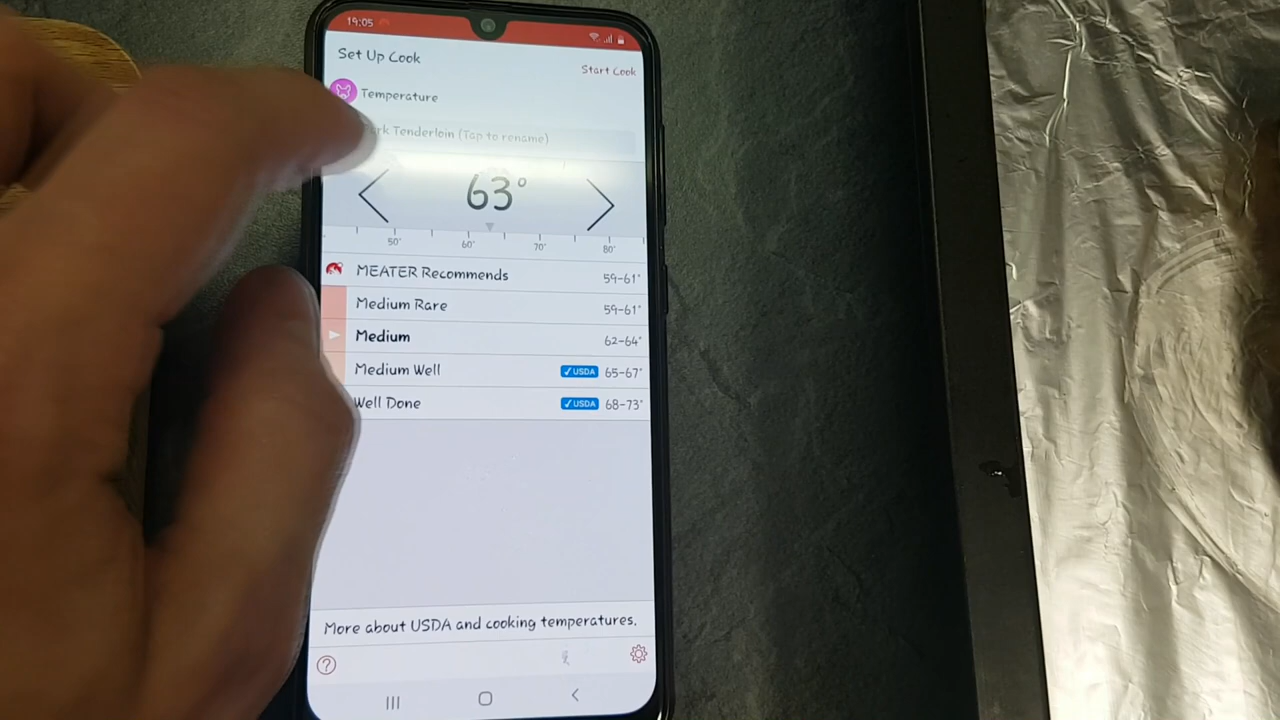 19:05
Set Up Cook
Start Cook
Temperature
Tenderloin (Tap to rename)
63°
50° 60° 70° 80°
MEATER Recommends 59-61°
Medium Rare 59-61°
Medium 62-64°
Medium Well ✓USDA 65-67°
Well Done ✓USDA 68-73°
More about USDA and cooking temperatures.